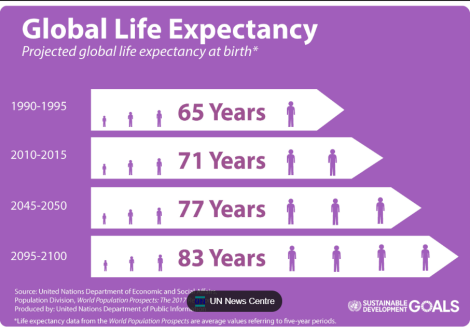 Global Life Expectancy
Projected global life expectancy at birth*
1990-1995
65 Years
2010-2015
71 Years
2045-2050
77 Years
2095-2100
83 Years
Source: United Nations Department of Economic and Social Affairs
Population Division, World Population Prospects: The 2017
Produced by: United Nations Department of Public
UN News Centre
SUSTAINABLE
DEVELOPMENT GOALS
*Life expectancy data from the World Population Prospects are average values referring to five-year periods.